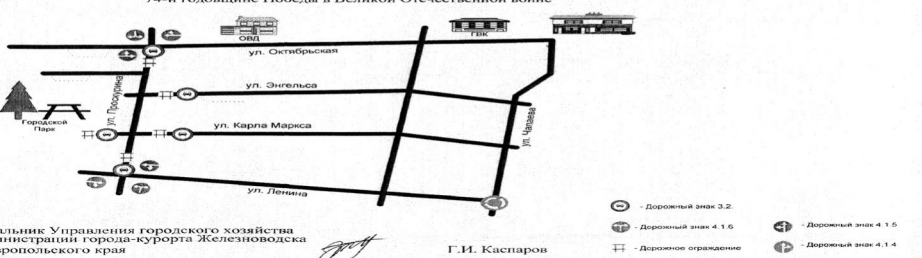 74-й годовщине Победы в Великой Отечественной войне
ОВД
ГВК
ул. Октябрьская
ул. Энгельса
ул. Проскурина
Городской
Парк
ул. Карла Маркса
ул. Чапаева
ул. Ленина
- Дорожный знак 3.2.
- Дорожный знак 4.1.6
- Дорожный знак 4.1.5
- Дорожное ограждение
- Дорожный знак 4.1.4
альник Управления городского хозяйства
инистрации города-курорта Железноводска
вропольского края
Г.И. Каспаров